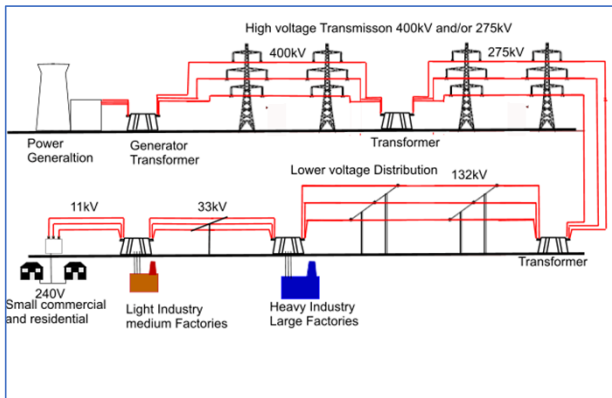 High voltage Transmisson 400kV and/or 275kV
400kV
275kV
Power
Generaltion
Generator
Transformer
Transformer
Lower voltage Distribution
132kV
11kV
33kV
Transformer
240V
Small commercial
and residential
Light Industry
medium Factories
Heavy Industry
Large Factories